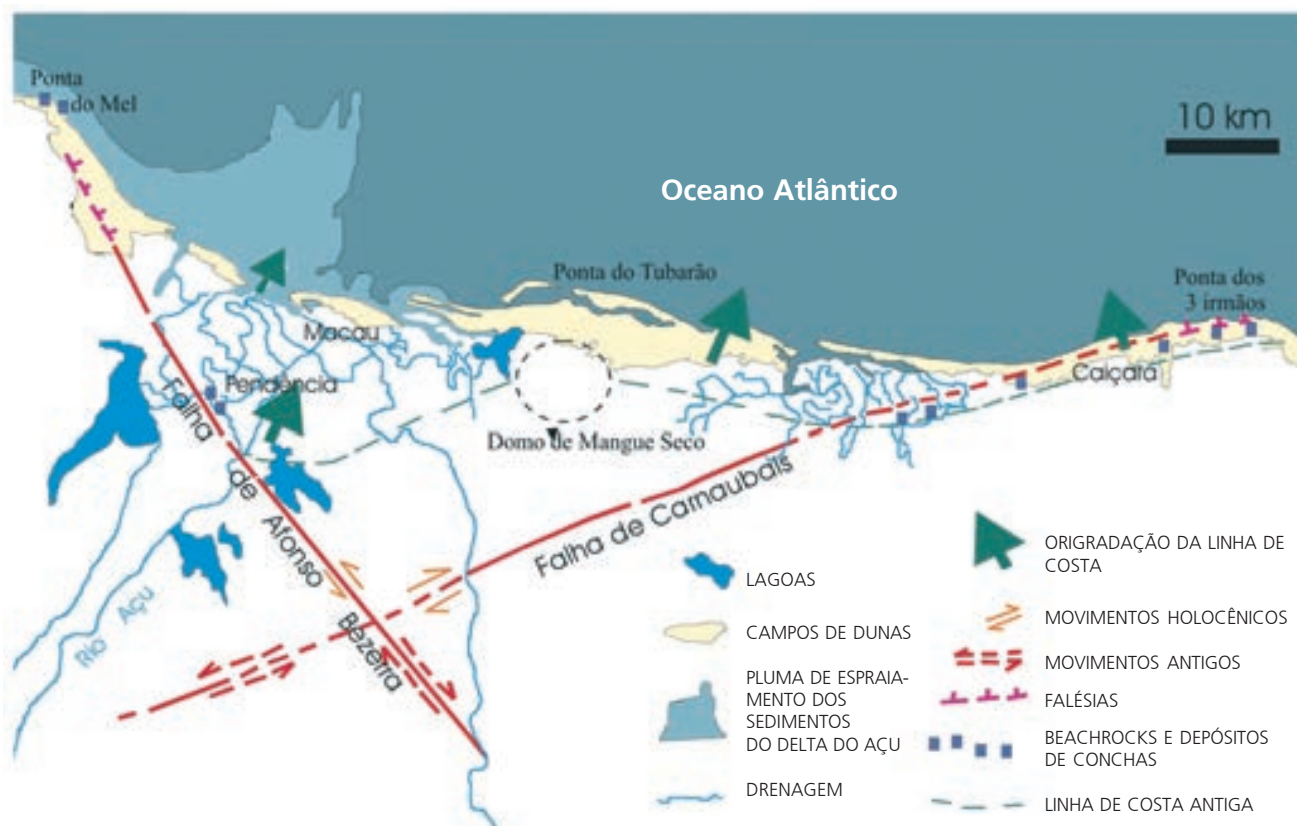 Ponta
do Mel
10 km
Oceano Atlântico
Ponta do Tubarão
Ponta dos
3 irmãos
Macau
Pendência
Caiçara
Domo de Mangue Seco
Falha de Afonso Bezerra
Falha de Carnaubais
Rio Açu
LAGOAS
CAMPOS DE DUNAS
PLUMA DE ESPRAIA-
MENTO DOS
SEDIMENTOS
DO DELTA DO AÇU
DRENAGEM
ORIGRADAÇÃO DA LINHA DE
COSTA
MOVIMENTOS HOLOCÊNICOS
MOVIMENTOS ANTIGOS
FALÉSIAS
BEACHROCKS E DEPÓSITOS
DE CONCHAS
LINHA DE COSTA ANTIGA